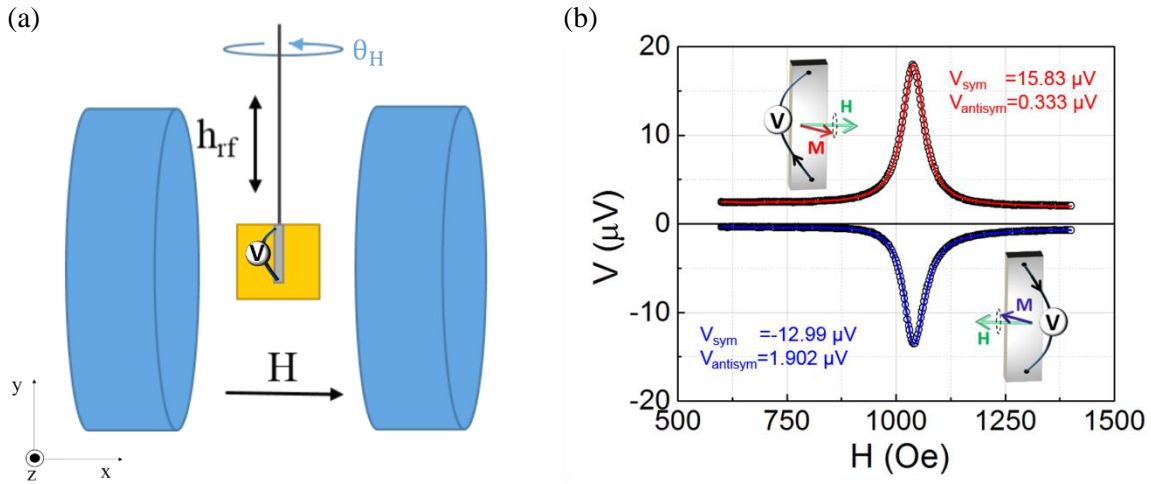 (a)
θH
hrf
V
H
y
z
x
(b)
20
10
0
-10
-20
V (μV)
Vsym =15.83 μV
Vantisym=0.333 μV
V
H
M
Vsym =-12.99 μV
Vantisym=1.902 μV
M
V
H
500
750
1000
1250
1500
H (Oe)